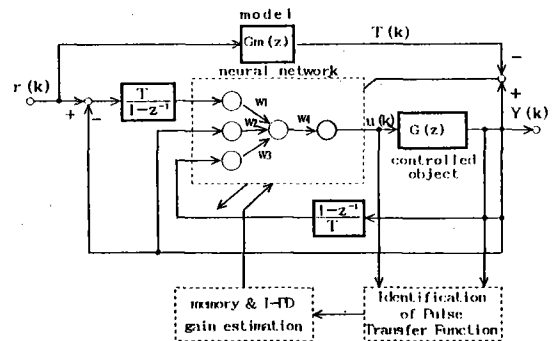 model
Gm(z)
T(k)
−
neural network
r(k)
+
−
T
1−z⁻¹
w1
w2
w3
w4
u(k)
G(z)
+
Y(k)
controlled
object
1−z⁻¹
T
memory & I-PD
gain estimation
Identification
of Pulse
Transfer Function